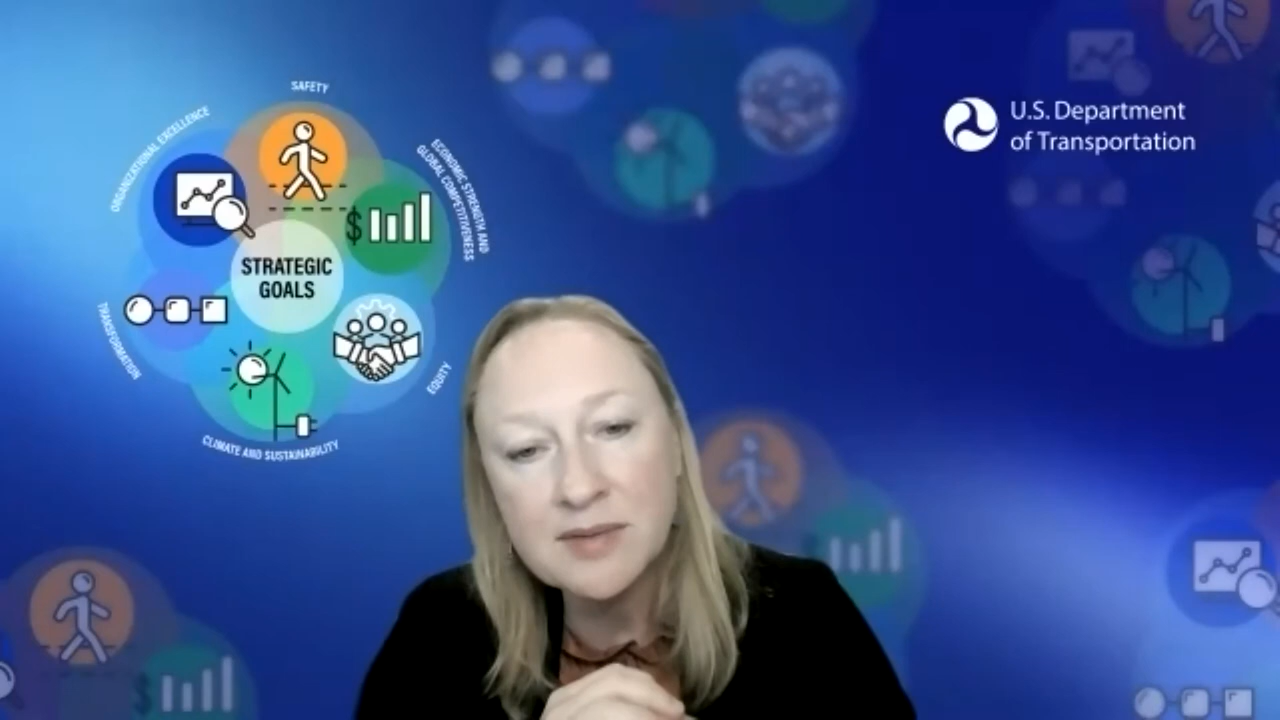 SAFETY
ORGANIZATIONAL EXCELLENCE
ECONOMIC STRENGTH AND
GLOBAL COMPETITIVENESS
$
STRATEGIC
GOALS
TRANSFORMATION
EQUITY
CLIMATE AND SUSTAINABILITY
U.S. Department
of Transportation
$